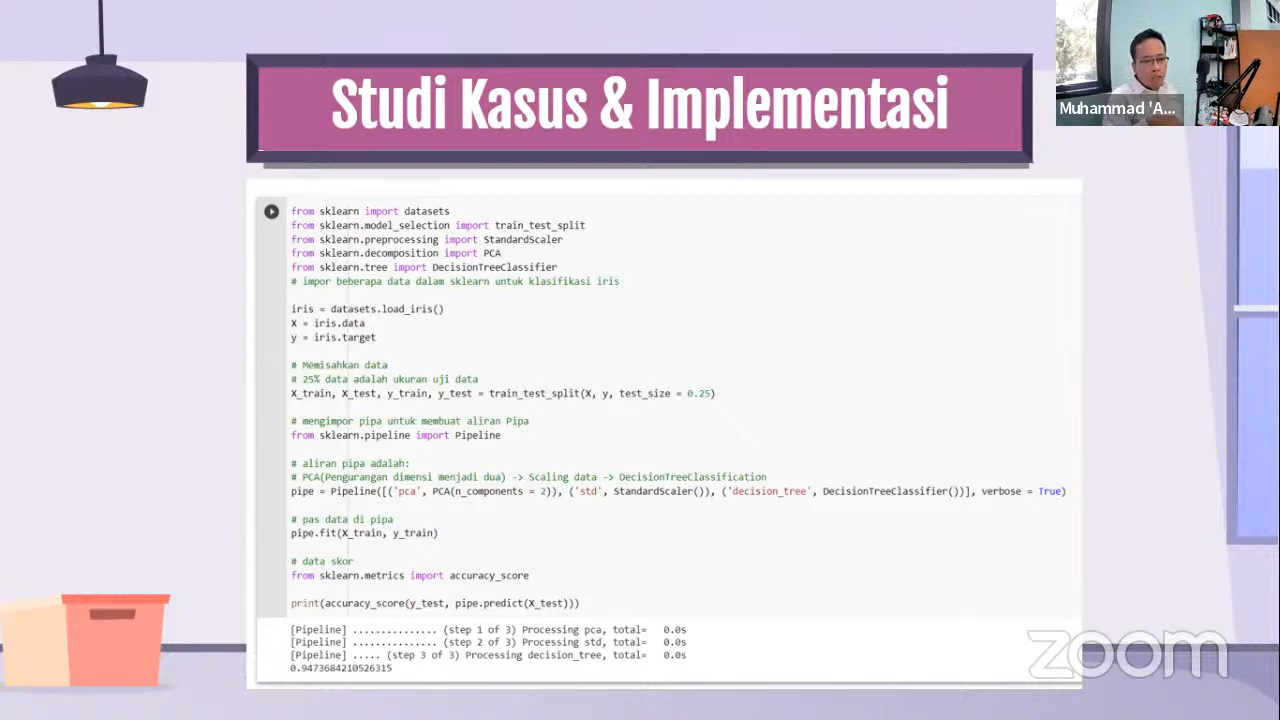 Studi Kasus & Implementasi
Muhammad 'A...
from sklearn import datasets
from sklearn.model_selection import train_test_split
from sklearn.preprocessing import StandardScaler
from sklearn.decomposition import PCA
from sklearn.tree import DecisionTreeClassifier
# impor beberapa data dalam sklearn untuk klasifikasi iris
iris = datasets.load_iris()
X = iris.data
y = iris.target
# Memisahkan data
# 25% data adalah ukuran uji data
X_train, X_test, y_train, y_test = train_test_split(X, y, test_size = 0.25)
# mengimpor pipa untuk membuat aliran Pipa
from sklearn.pipeline import Pipeline
# aliran pipa adalah:
# PCA(Pengurangan dimensi menjadi dua) -> Scaling data -> DecisionTreeClassification
pipe = Pipeline([('pca', PCA(n_components = 2)), ('std', StandardScaler()), ('decision_tree', DecisionTreeClassifier())], verbose = True)
# pas data di pipa
pipe.fit(X_train, y_train)
# data skor
from sklearn.metrics import accuracy_score
print(accuracy_score(y_test, pipe.predict(X_test)))
[Pipeline] ............... (step 1 of 3) Processing pca, total=   0.0s
[Pipeline] ............... (step 2 of 3) Processing std, total=   0.0s
[Pipeline] ..... (step 3 of 3) Processing decision_tree, total=   0.0s
0.9473684210526315
zoom